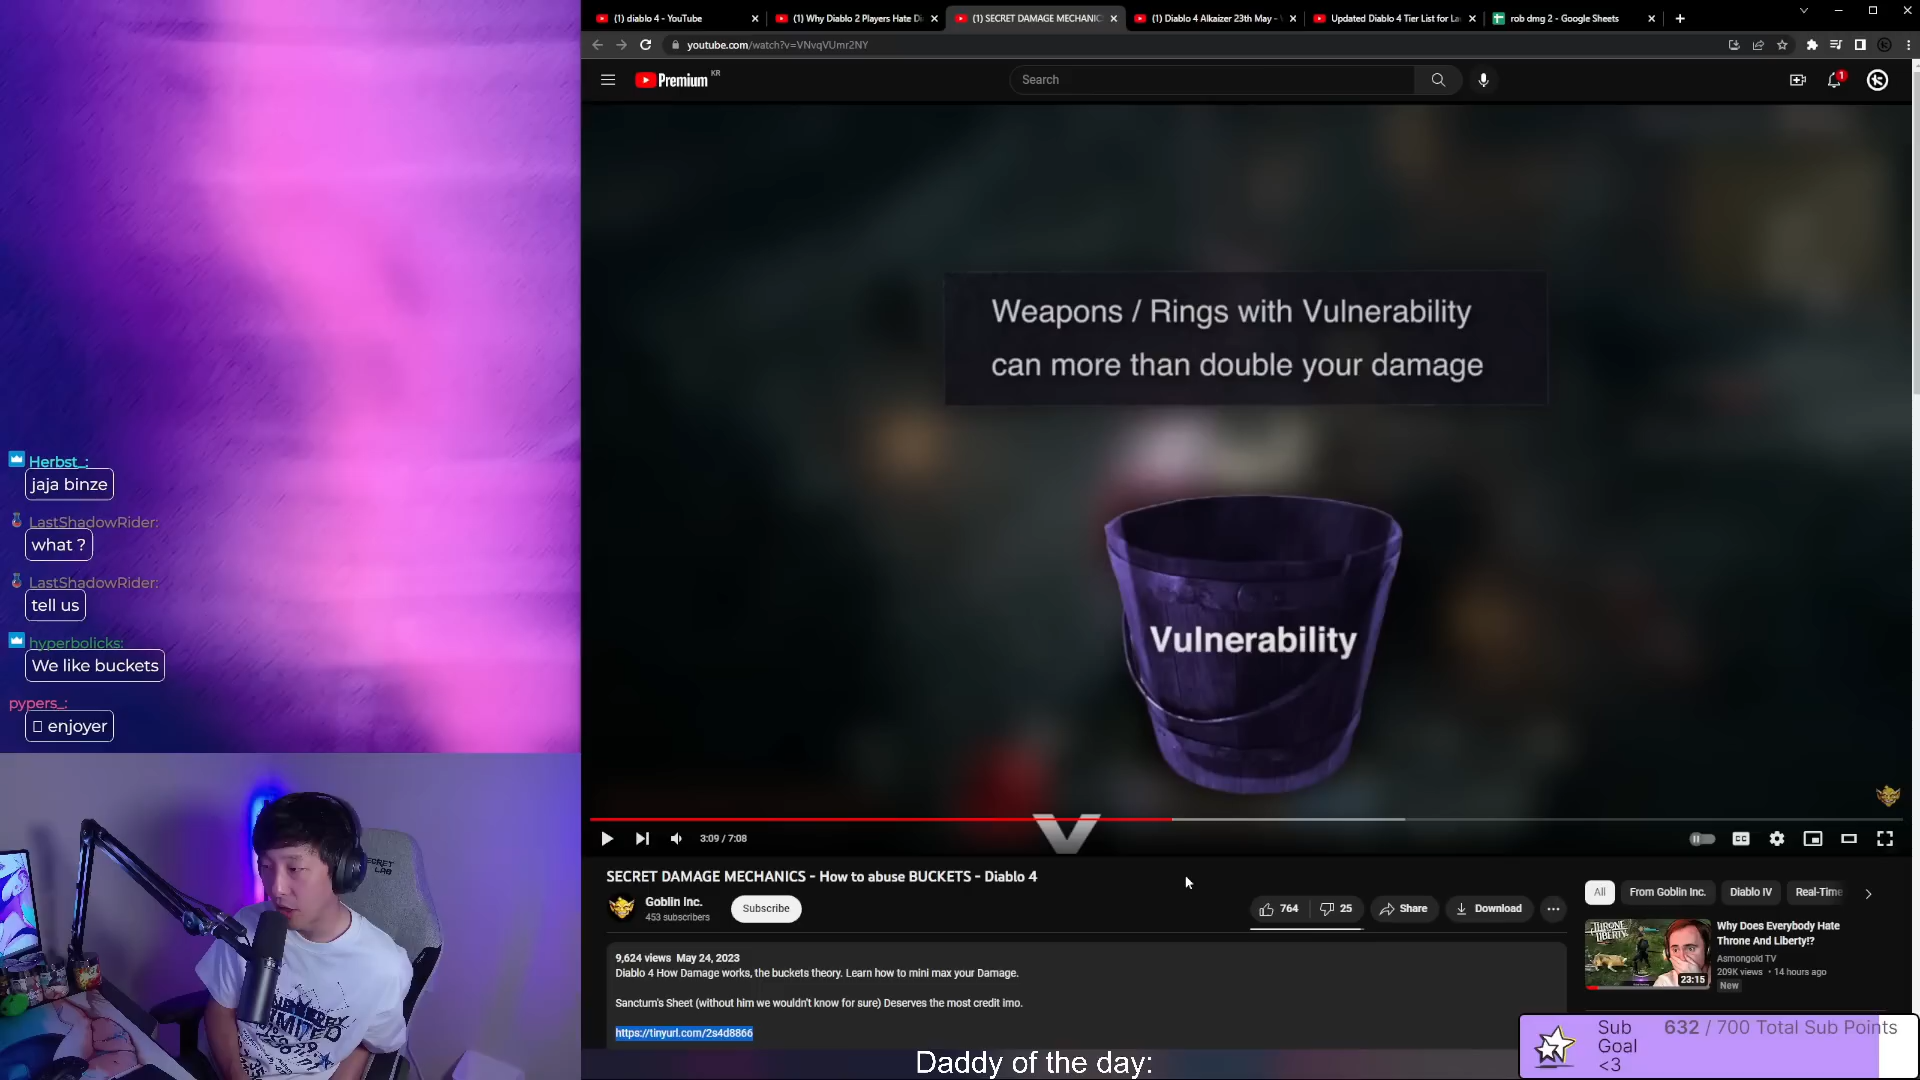 (1) diablo 4 - YouTube
(1) Why Diablo 2 Players Hate Di
(1) SECRET DAMAGE MECHANIC
(1) Diablo 4 Alkaizer 23th May -
Updated Diablo 4 Tier List for La
rob dmg 2 - Google Sheets
youtube.com/watch?v=VNvqVUmr2NY
Premium KR
Search
1
Weapons / Rings with Vulnerability
can more than double your damage
Vulnerability
Herbst_:
jaja binze
LastShadowRider:
what ?
LastShadowRider:
tell us
hyperbolicks:
We like buckets
pypers_:
enjoyer
SECRET LAB
3:09 / 7:08
CC
SECRET DAMAGE MECHANICS - How to abuse BUCKETS - Diablo 4
Goblin Inc.
453 subscribers
Subscribe
764
25
Share
Download
All
From Goblin Inc.
Diablo IV
Real-Time
9,624 views May 24, 2023
Diablo 4 How Damage works, the buckets theory. Learn how to mini max your Damage.
Sanctum's Sheet (without him we wouldn't know for sure) Deserves the most credit imo.
https://tinyurl.com/2s4d8866
THRONE
LIBERTY
23:15
Why Does Everybody Hate
Throne And Liberty!?
Asmongold TV
209K views • 14 hours ago
New
Sub Goal <3
632 / 700 Total Sub Points
Daddy of the day: